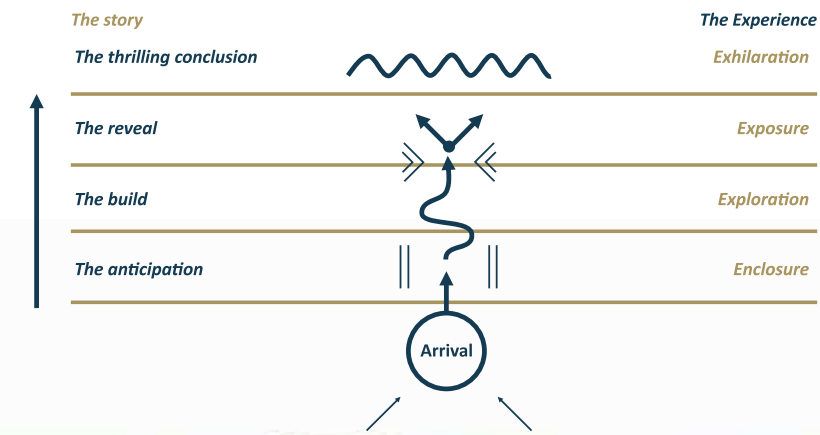 The story
The Experience
The thrilling conclusion
Exhilaration
The reveal
Exposure
The build
Exploration
The anticipation
Enclosure
Arrival